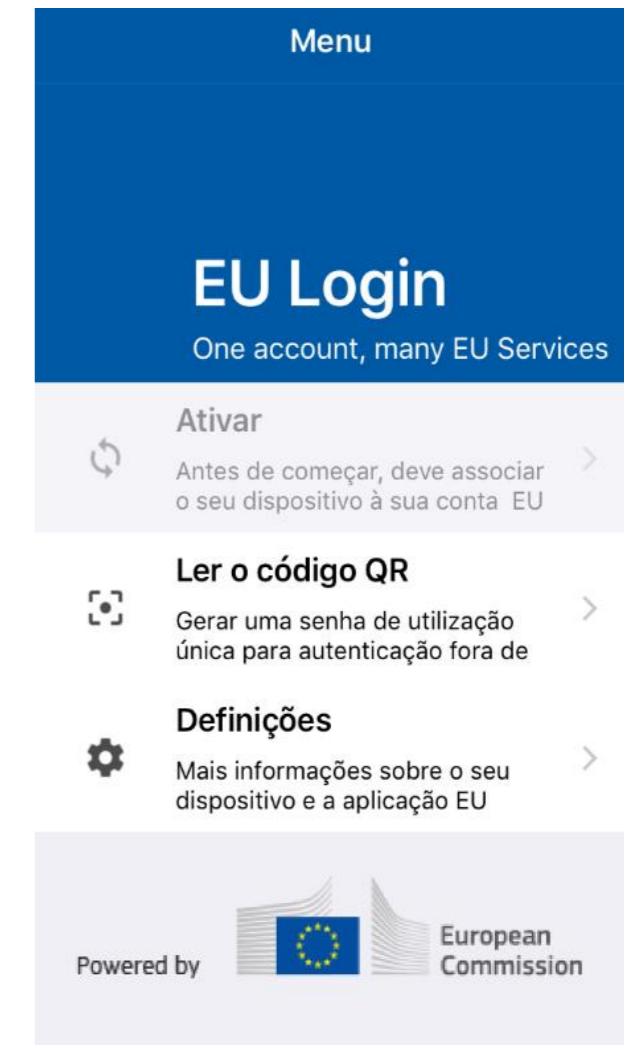 Menu
EU Login
One account, many EU Services
Ativar
Antes de começar, deve associar
o seu dispositivo à sua conta EU
Ler o código QR
Gerar uma senha de utilização
única para autenticação fora de
Definições
Mais informações sobre o seu
dispositivo e a aplicação EU
Powered by
European
Commission